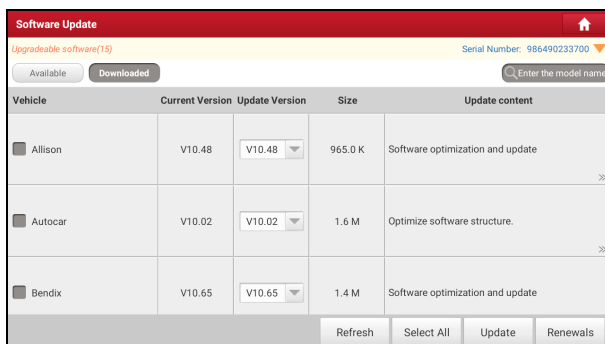 Software Update
Upgradeable software(15)
Serial Number: 986490233700
Available
Downloaded
Enter the model name
Vehicle Current Version Update Version Size Update content
Allison V10.48 V10.48 965.0 K Software optimization and update
Autocar V10.02 V10.02 1.6 M Optimize software structure.
Bendix V10.65 V10.65 1.4 M Software optimization and update
Refresh Select All Update Renewals